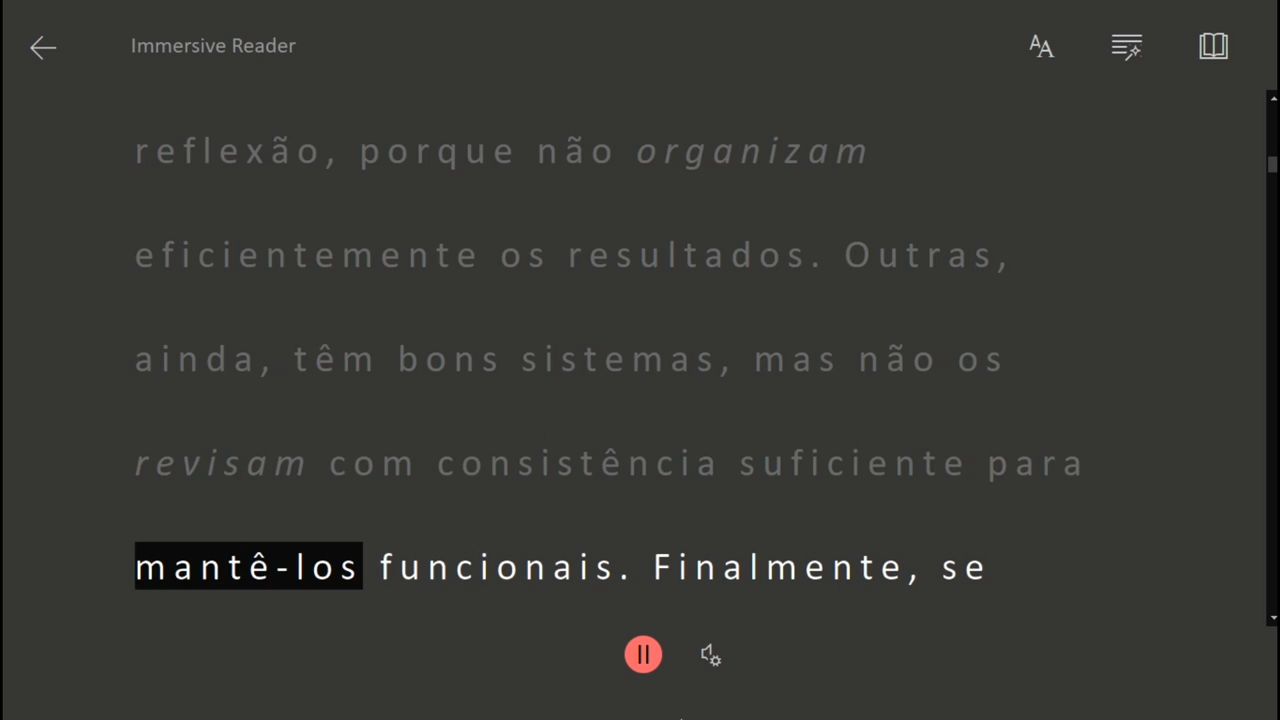 Immersive Reader
reflexão, porque não organizam
eficientemente os resultados. Outras,
ainda, têm bons sistemas, mas não os
revisam com consistência suficiente para
mantê-los funcionais. Finalmente, se